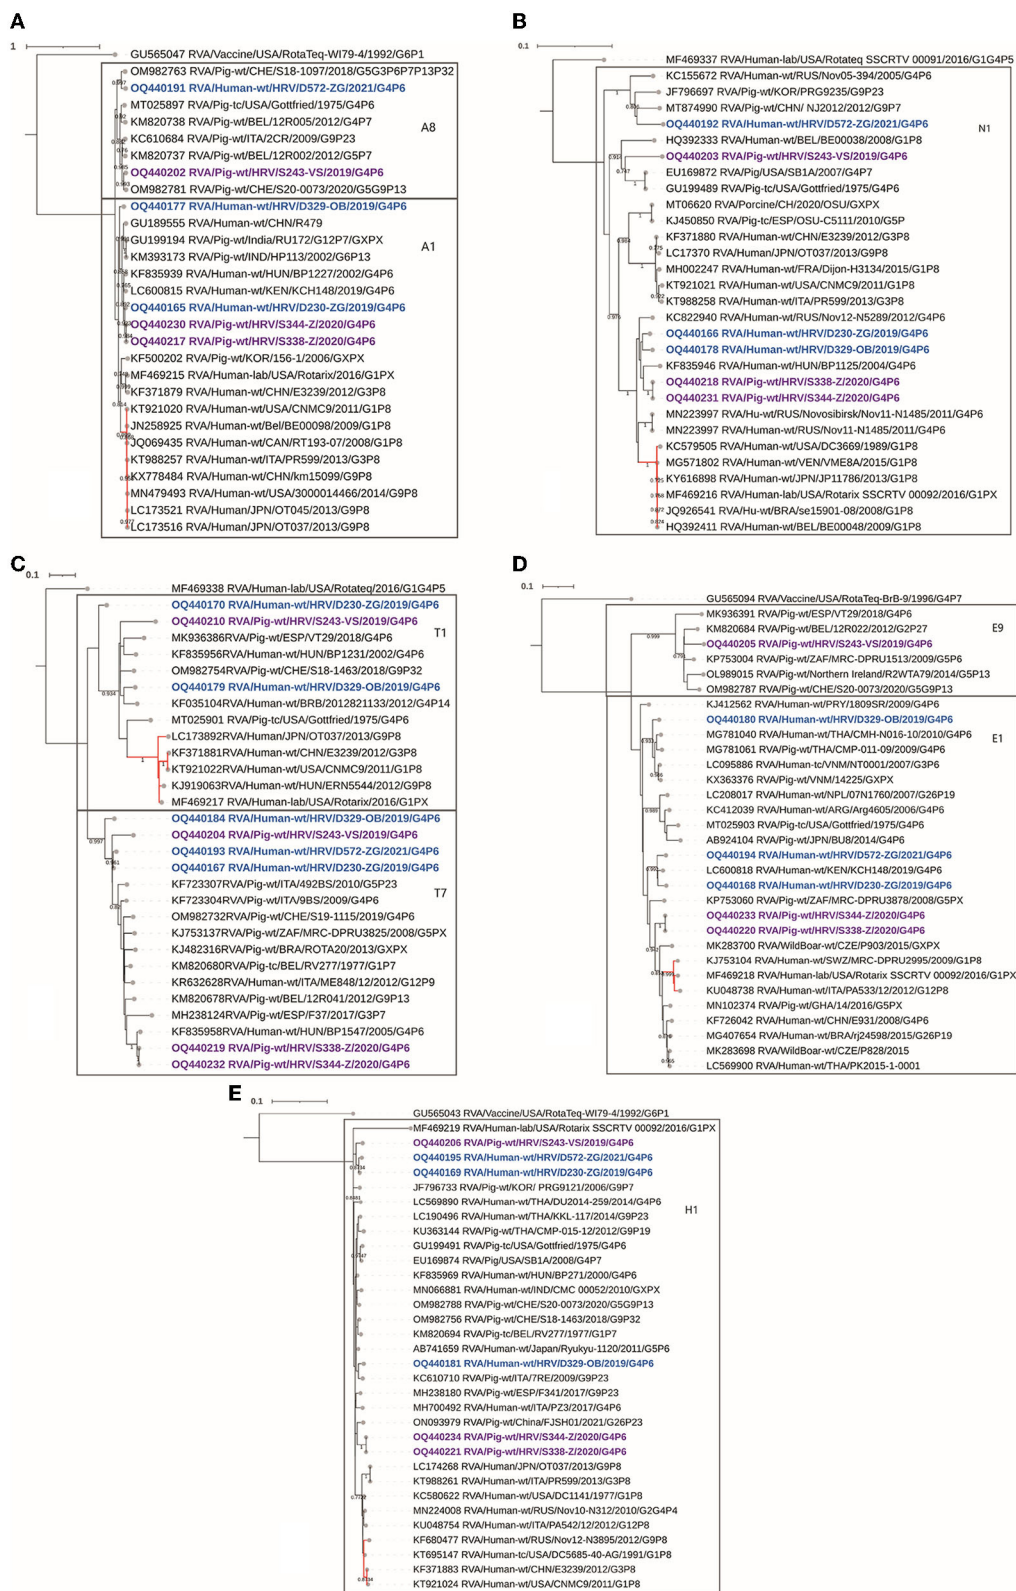 A
1
GU565047 RVA/Vaccine/USA/RotaTeq-WI79-4/1992/G6P1
OM982763 RVA/Pig-wt/CHE/S18-1097/2018/G5G3P6P7P13P32
OQ440191 RVA/Human-wt/HRV/D572-ZG/2021/G4P6
MT025897 RVA/Pig-tc/USA/Gottfried/1975/G4P6
KM820738 RVA/Pig-wt/BEL/12R005/2012/G4P7
KC610684 RVA/Pig-wt/ITA/2CR/2009/G9P23
KM820737 RVA/Pig-wt/BEL/12R002/2012/G5P7
OQ440202 RVA/Pig-wt/HRV/S243-VS/2019/G4P6
OM982781 RVA/Pig-wt/CHE/S20-0073/2020/G5G9P13
A8
OQ440177 RVA/Human-wt/HRV/D329-OB/2019/G4P6
GU189555 RVA/Human-wt/CHN/R479
GU199194 RVA/Pig-wt/India/RU172/G12P7/GXPX
KM393173 RVA/Pig-wt/IND/HP113/2002/G6P13
KF835939 RVA/Human-wt/HUN/BP1227/2002/G4P6
LC600815 RVA/Human-wt/KEN/KCH148/2019/G4P6
OQ440165 RVA/Human-wt/HRV/D230-ZG/2019/G4P6
OQ440230 RVA/Pig-wt/HRV/S344-Z/2020/G4P6
OQ440217 RVA/Pig-wt/HRV/S338-Z/2020/G4P6
KF500202 RVA/Pig-wt/KOR/156-1/2006/GXPX
MF469215 RVA/Human-lab/USA/Rotarix/2016/G1PX
KF371879 RVA/Human-wt/CHN/E3239/2012/G3P8
KT921020 RVA/Human-wt/USA/CNMC9/2011/G1P8
JN258925 RVA/Human-wt/Bel/BE00098/2009/G1P8
JQ069435 RVA/Human-wt/CAN/RT193-07/2008/G1P8
KT988257 RVA/Human-wt/ITA/PR599/2013/G3P8
KX778484 RVA/Human-wt/CHN/km15099/G9P8
MN479493 RVA/Human-wt/USA/3000014466/2014/G9P8
LC173521 RVA/Human/JPN/OT045/2013/G9P8
LC173516 RVA/Human-wt/JPN/OT037/2013/G9P8
A1
B
0.1
MF469337 RVA/Human-lab/USA/Rotateq SSCRTV 00091/2016/G1G4P5
KC155672 RVA/Human-wt/RUS/Nov05-394/2005/G4P6
JF796697 RVA/Pig-wt/KOR/PRG9235/G9P23
MT874990 RVA/Pig-wt/CHN/ NJ2012/2012/G9P7
OQ440192 RVA/Human-wt/HRV/D572-ZG/2021/G4P6
HQ392333 RVA/Human-wt/BEL/BE00038/2008/G1P8
OQ440203 RVA/Pig-wt/HRV/S243-VS/2019/G4P6
EU169872 RVA/Pig/USA/SB1A/2007/G4P7
GU199489 RVA/Pig-tc/USA/Gottfried/1975/G4P6
MT06620 RVA/Porcine/CH/2020/OSU/GXPX
KJ450850 RVA/Pig-tc/ESP/OSU-C5111/2010/G5P
KF371880 RVA/Human-wt/CHN/E3239/2012/G3P8
LC17370 RVA/Human/JPN/OT037/2013/G9P8
MH002247 RVA/Human-wt/FRA/Dijon-H3134/2015/G1P8
KT921021 RVA/Human-wt/USA/CNMC9/2011/G1P8
KT988258 RVA/Human-wt/ITA/PR599/2013/G3P8
KC822940 RVA/Human-wt/RUS/Nov12-N5289/2012/G4P6
OQ440166 RVA/Human-wt/HRV/D230-ZG/2019/G4P6
OQ440178 RVA/Human-wt/HRV/D329-OB/2019/G4P6
KF835946 RVA/Human-wt/HUN/BP1125/2004/G4P6
OQ440218 RVA/Pig-wt/HRV/S338-Z/2020/G4P6
OQ440231 RVA/Pig-wt/HRV/S344-Z/2020/G4P6
MN223997 RVA/Hu-wt/RUS/Novosibirsk/Nov11-N1485/2011/G4P6
MN223997 RVA/Human-wt/RUS/Nov11-N1485/2011/G4P6
KC579505 RVA/Human-wt/USA/DC3669/1989/G1P8
MG571802 RVA/Human-wt/VEN/VME8A/2015/G1P8
KY616898 RVA/Human-wt/JPN/JP11786/2013/G1P8
MF469216 RVA/Human-lab/USA/Rotarix SSCRTV 00092/2016/G1PX
JQ926541 RVA/Hu-wt/BRA/se15901-08/2008/G1P8
HQ392411 RVA/Human-wt/BEL/BE00048/2009/G1P8
N1
C
0.1
MF469338 RVA/Human-lab/USA/Rotateq/2016/G1G4P5
OQ440170 RVA/Human-wt/HRV/D230-ZG/2019/G4P6
OQ440210 RVA/Pig-wt/HRV/S243-VS/2019/G4P6
MK936386RVA/Pig-wt/ESP/VT29/2018/G4P6
KF835956RVA/Human-wt/HUN/BP1231/2002/G4P6
OM982754 RVA/Pig-wt/CHE/S18-1463/2018/G9P32
OQ440179 RVA/Human-wt/HRV/D329-OB/2019/G4P6
KF035104RVA/Human-wt/BRB/2012821133/2012/G4P14
MT025901 RVA/Pig-tc/USA/Gottfried/1975/G4P6
LC173892RVA/Human/JPN/OT037/2013/G9P8
KF371881RVA/Human-wt/CHN/E3239/2012/G3P8
KT921022RVA/Human-wt/USA/CNMC9/2011/G1P8
KJ919063RVA/Human-wt/HUN/ERN5544/2012/G9P8
MF469217 RVA/Human-lab/USA/Rotarix/2016/G1PX
T1
OQ440184 RVA/Human-wt/HRV/D329-OB/2019/G4P6
OQ440204 RVA/Pig-wt/HRV/S243-VS/2019/G4P6
OQ440193 RVA/Human-wt/HRV/D572-ZG/2021/G4P6
OQ440167 RVA/Human-wt/HRV/D230-ZG/2019/G4P6
KF723307RVA/Pig-wt/ITA/492BS/2010/G5P23
KF723304RVA/Pig-wt/ITA/9BS/2009/G4P6
OM982732RVA/Pig-wt/CHE/S19-1115/2019/G4P6
KJ753137RVA/Pig-wt/ZAF/MRC-DPRU3825/2008/G5PX
KJ482316RVA/Pig-wt/BRA/ROTA20/2013/GXPX
KM820680RVA/Pig-tc/BEL/RV277/1977/G1P7
KR632628RVA/Human-wt/ITA/ME848/12/2012/G12P9
KM820678RVA/Pig-wt/BEL/12R041/2012/G9P13
MH238124RVA/Pig-wt/ESP/F37/2017/G3P7
KF835958RVA/Human-wt/HUN/BP1547/2005/G4P6
OQ440219 RVA/Pig-wt/HRV/S338-Z/2020/G4P6
OQ440232 RVA/Pig-wt/HRV/S344-Z/2020/G4P6
T7
D
0.1
GU565094 RVA/Vaccine/USA/RotaTeq-BrB-9/1996/G4P7
MK936391 RVA/Pig-wt/ESP/VT29/2018/G4P6
KM820684 RVA/Pig-wt/BEL/12R022/2012/G2P27
OQ440205 RVA/Pig-wt/HRV/S243-VS/2019/G4P6
KP753004 RVA/Pig-wt/ZAF/MRC-DPRU1513/2009/G5P6
OL989015 RVA/Pig-wt/Northern Ireland/R2WTA79/2014/G5P13
OM982787 RVA/Pig-wt/CHE/S20-0073/2020/G5G9P13
E9
KJ412562 RVA/Human-wt/PRY/1809SR/2009/G4P6
OQ440180 RVA/Human-wt/HRV/D329-OB/2019/G4P6
MG781040 RVA/Human-wt/THA/CMH-N016-10/2010/G4P6
MG781061 RVA/Pig-wt/THA/CMP-011-09/2009/G4P6
LC095886 RVA/Human-tc/VNM/NT0001/2007/G3P6
KX363376 RVA/Pig-wt/VNM/14225/GXPX
LC208017 RVA/Human-wt/NPL/07N1760/2007/G26P19
KC412039 RVA/Human-wt/ARG/Arg4605/2006/G4P6
MT025903 RVA/Pig-tc/USA/Gottfried/1975/G4P6
AB924104 RVA/Pig-wt/JPN/BU8/2014/G4P6
OQ440194 RVA/Human-wt/HRV/D572-ZG/2021/G4P6
LC600818 RVA/Human-wt/KEN/KCH148/2019/G4P6
OQ440168 RVA/Human-wt/HRV/D230-ZG/2019/G4P6
KP753060 RVA/Pig-wt/ZAF/MRC-DPRU3878/2008/G5PX
OQ440233 RVA/Pig-wt/HRV/S344-Z/2020/G4P6
OQ440220 RVA/Pig-wt/HRV/S338-Z/2020/G4P6
MK283700 RVA/WildBoar-wt/CZE/P903/2015/GXPX
KJ753104 RVA/Human-wt/SWZ/MRC-DPRU2995/2009/G1P8
MF469218 RVA/Human-lab/USA/Rotarix SSCRTV 00092/2016/G1PX
KU048738 RVA/Human-wt/ITA/PA533/12/2012/G12P8
MN102374 RVA/Pig-wt/GHA/14/2016/G5PX
KF726042 RVA/Human-wt/CHN/E931/2008/G4P6
MG407654 RVA/Human-wt/BRA/rj24598/2015/G26P19
MK283698 RVA/WildBoar-wt/CZE/P828/2015
LC569900 RVA/Human-wt/THA/PK2015-1-0001
E1
E
0.1
GU565043 RVA/Vaccine/USA/RotaTeq-WI79-4/1992/G6P1
MF469219 RVA/Human-lab/USA/Rotarix SSCRTV 00092/2016/G1PX
OQ440206 RVA/Pig-wt/HRV/S243-VS/2019/G4P6
OQ440195 RVA/Human-wt/HRV/D572-ZG/2021/G4P6
OQ440169 RVA/Human-wt/HRV/D230-ZG/2019/G4P6
JF796733 RVA/Pig-wt/KOR/ PRG9121/2006/G9P7
LC569890 RVA/Human-wt/THA/DU2014-259/2014/G4P6
LC190496 RVA/Human-wt/THA/KKL-117/2014/G9P23
KU363144 RVA/Pig-wt/THA/CMP-015-12/2012/G9P19
GU199491 RVA/Pig-tc/USA/Gottfried/1975/G4P6
EU169874 RVA/Pig/USA/SB1A/2008/G4P7
KF835969 RVA/Human-wt/HUN/BP271/2000/G4P6
MN066881 RVA/Human-wt/IND/CMC 00052/2010/GXPX
OM982788 RVA/Pig-wt/CHE/S20-0073/2020/G5G9P13
OM982756 RVA/Pig-wt/CHE/S18-1463/2018/G9P32
KM820694 RVA/Pig-tc/BEL/RV277/1977/G1P7
AB741659 RVA/Human-wt/Japan/Ryukyu-1120/2011/G5P6
OQ440181 RVA/Human-wt/HRV/D329-OB/2019/G4P6
KC610710 RVA/Pig-wt/ITA/7RE/2009/G9P23
MH238180 RVA/Pig-wt/ESP/F341/2017/G9P23
MH700492 RVA/Human-wt/ITA/PZ3/2017/G4P6
ON093979 RVA/Pig-wt/China/FJSH01/2021/G26P23
OQ440234 RVA/Pig-wt/HRV/S344-Z/2020/G4P6
OQ440221 RVA/Pig-wt/HRV/S338-Z/2020/G4P6
LC174268 RVA/Human/JPN/OT037/2013/G9P8
KT988261 RVA/Human-wt/ITA/PR599/2013/G3P8
KC580622 RVA/Human-wt/USA/DC1141/1977/G1P8
MN224008 RVA/Human-wt/RUS/Nov10-N312/2010/G2G4P4
KU048754 RVA/Human-wt/ITA/PA542/12/2012/G12P8
KF680477 RVA/Human-wt/RUS/Nov12-N3895/2012/G9P8
KT695147 RVA/Human-tc/USA/DC5685-40-AG/1991/G1P8
KF371883 RVA/Human-wt/CHN/E3239/2012/G3P8
KT921024 RVA/Human-wt/USA/CNMC9/2011/G1P8
H1